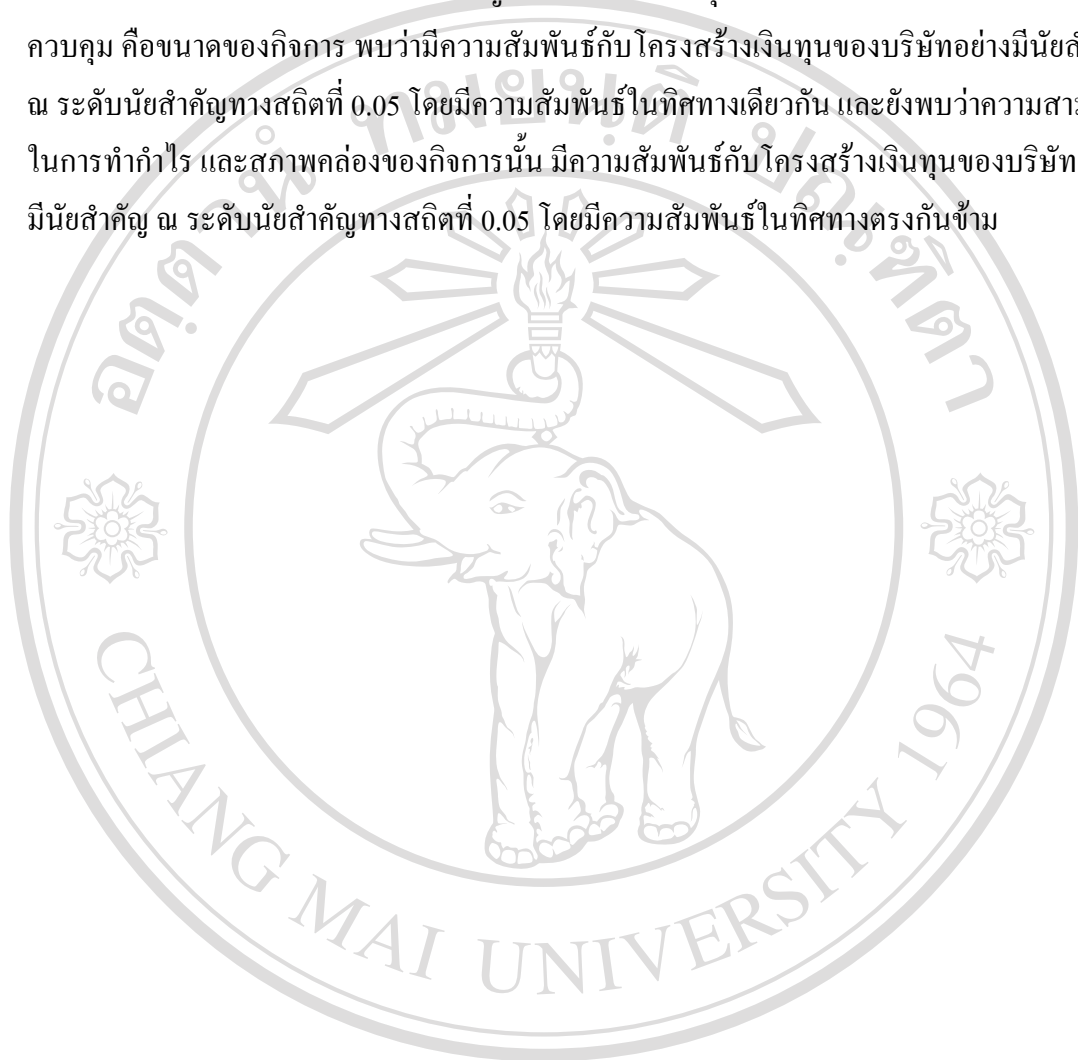 ควบคุม คือขนาดของกิจการ พบว่ามีความสัมพันธ์กับโครงสร้างเงินทุนของบริษัทอย่างมีนัย
ณ ระดับนัยสำคัญทางสถิตที่ 0.05 โดยมีความสัมพันธ์ในทิศทางเดียวกัน และยังพบว่า
ในการทำกำไร และสภาพคล่องของกิจการนั้น มีความสัมพันธ์กับโครงสร้างเงินทุนของบริษัท
มีนัยสำคัญ ณ ระดับนัยสำคัญทางสถิตที่ 0.05 โดยมีความสัมพันธ์ในทิศทางตรงกันข้าม
อตฺตานํ ทมยนฺติ ปณฺฑิตา
CHIANG MAI UNIVERSITY 1964